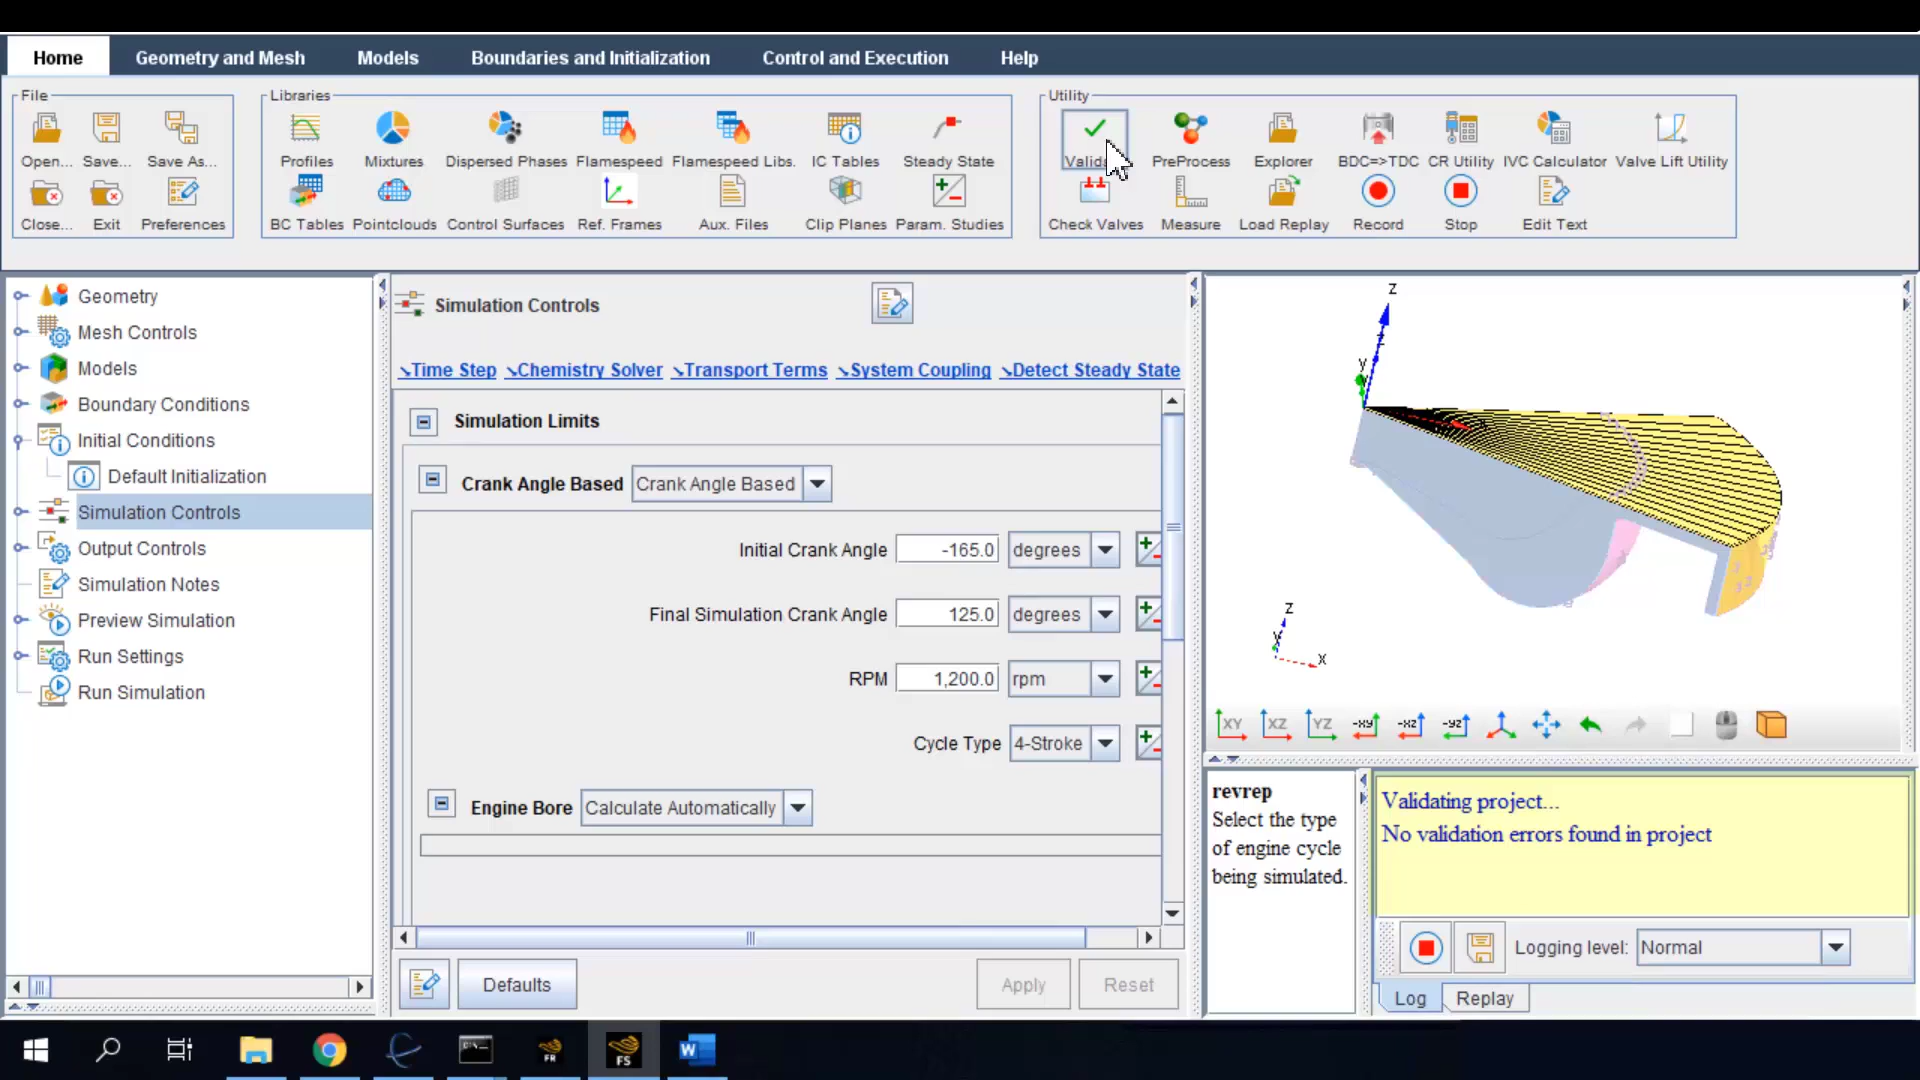 Home
Geometry and Mesh
Models
Boundaries and Initialization
Control and Execution
Help
File
Open...
Save...
Save As...
Close...
Exit
Preferences
Libraries
Profiles
Mixtures
Dispersed Phases
Flamespeed
Flamespeed Libs.
IC Tables
Steady State
BC Tables
Pointclouds
Control Surfaces
Ref. Frames
Aux. Files
Clip Planes
Param. Studies
Utility
PreProcess
Explorer
BDC=>TDC
CR Utility
IVC Calculator
Valve Lift Utility
Check Valves
Measure
Load Replay
Record
Stop
Edit Text
Geometry
Mesh Controls
Models
Boundary Conditions
Initial Conditions
Default Initialization
Simulation Controls
Output Controls
Simulation Notes
Preview Simulation
Run Settings
Run Simulation
Simulation Controls
Time Step
Chemistry Solver
Transport Terms
System Coupling
Detect Steady State
Simulation Limits
Crank Angle Based Crank Angle Based
Initial Crank Angle -165.0 degrees
Final Simulation Crank Angle 125.0 degrees
RPM 1,200.0 rpm
Cycle Type 4-Stroke
Engine Bore Calculate Automatically
Defaults
Apply
Reset
Z
Y
Z
Y
X
XY
XZ
YZ
-xy
-xz
-yz
revrep
Select the type
of engine cycle
being simulated.
Validating project...
No validation errors found in project
Logging level: Normal
Log
Replay
FR
FS
W